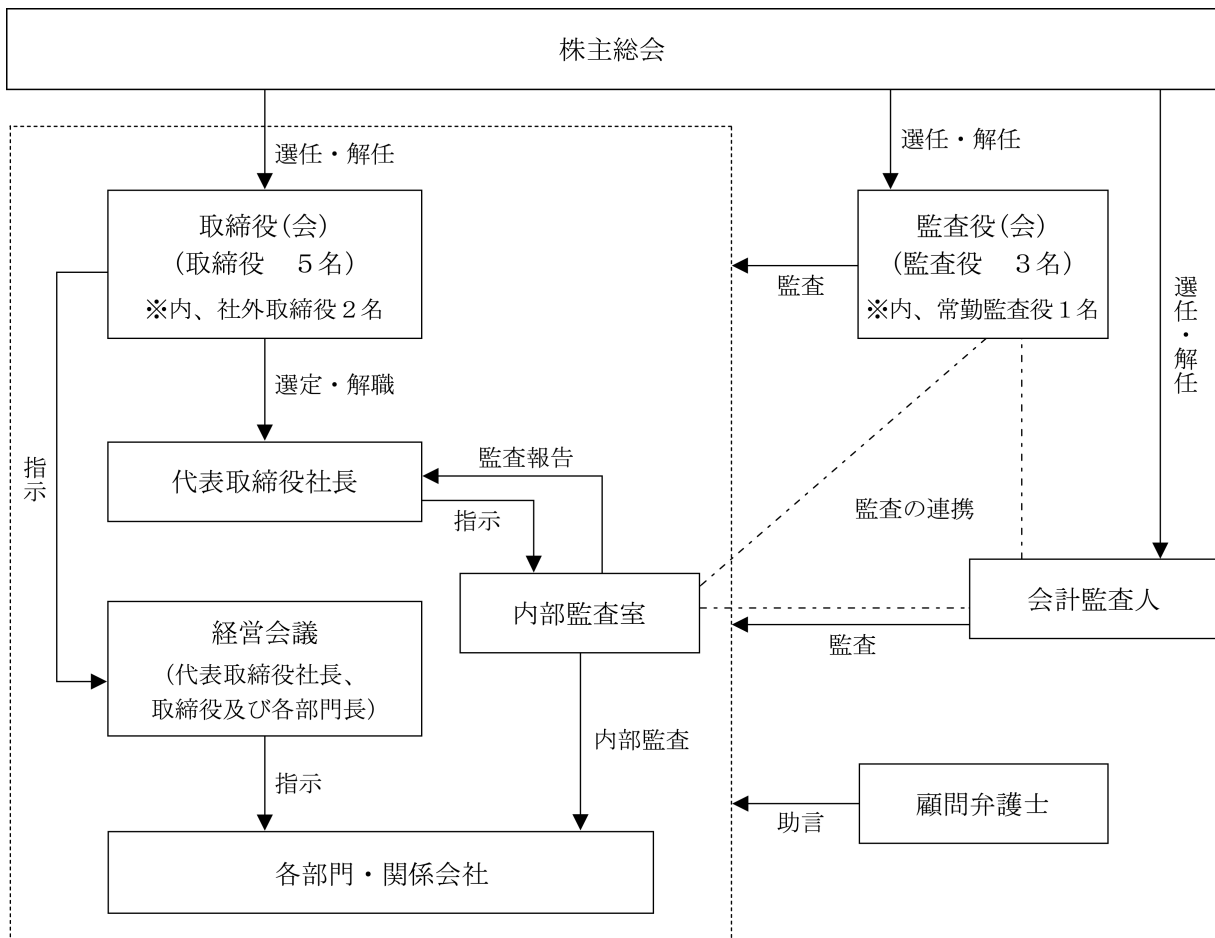 株主総会
選任・解任
選任・解任
取締役(会)
(取締役　５名)
※内、社外取締役２名
監査役(会)
(監査役　３名)
※内、常勤監査役１名
監査
選任・解任
選定・解職
指示
代表取締役社長
監査報告
指示
監査の連携
内部監査室
会計監査人
監査
経営会議
(代表取締役社長、
取締役及び各部門長)
内部監査
指示
顧問弁護士
助言
各部門・関係会社